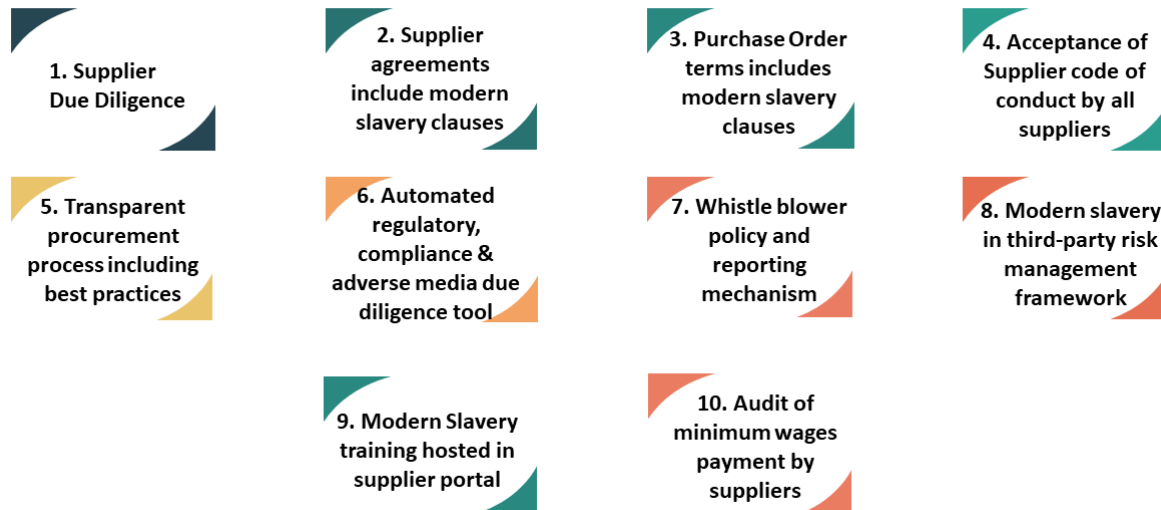 1. Supplier
Due Diligence
2. Supplier
agreements
include modern
slavery clauses
3. Purchase Order
terms includes
modern slavery
clauses
4. Acceptance of
Supplier code of
conduct by all
suppliers
5. Transparent
procurement
process including
best practices
6. Automated
regulatory,
compliance &
adverse media due
diligence tool
7. Whistle blower
policy and
reporting
mechanism
8. Modern slavery
in third-party risk
management
framework
9. Modern Slavery
training hosted in
supplier portal
10. Audit of
minimum wages
payment by
suppliers